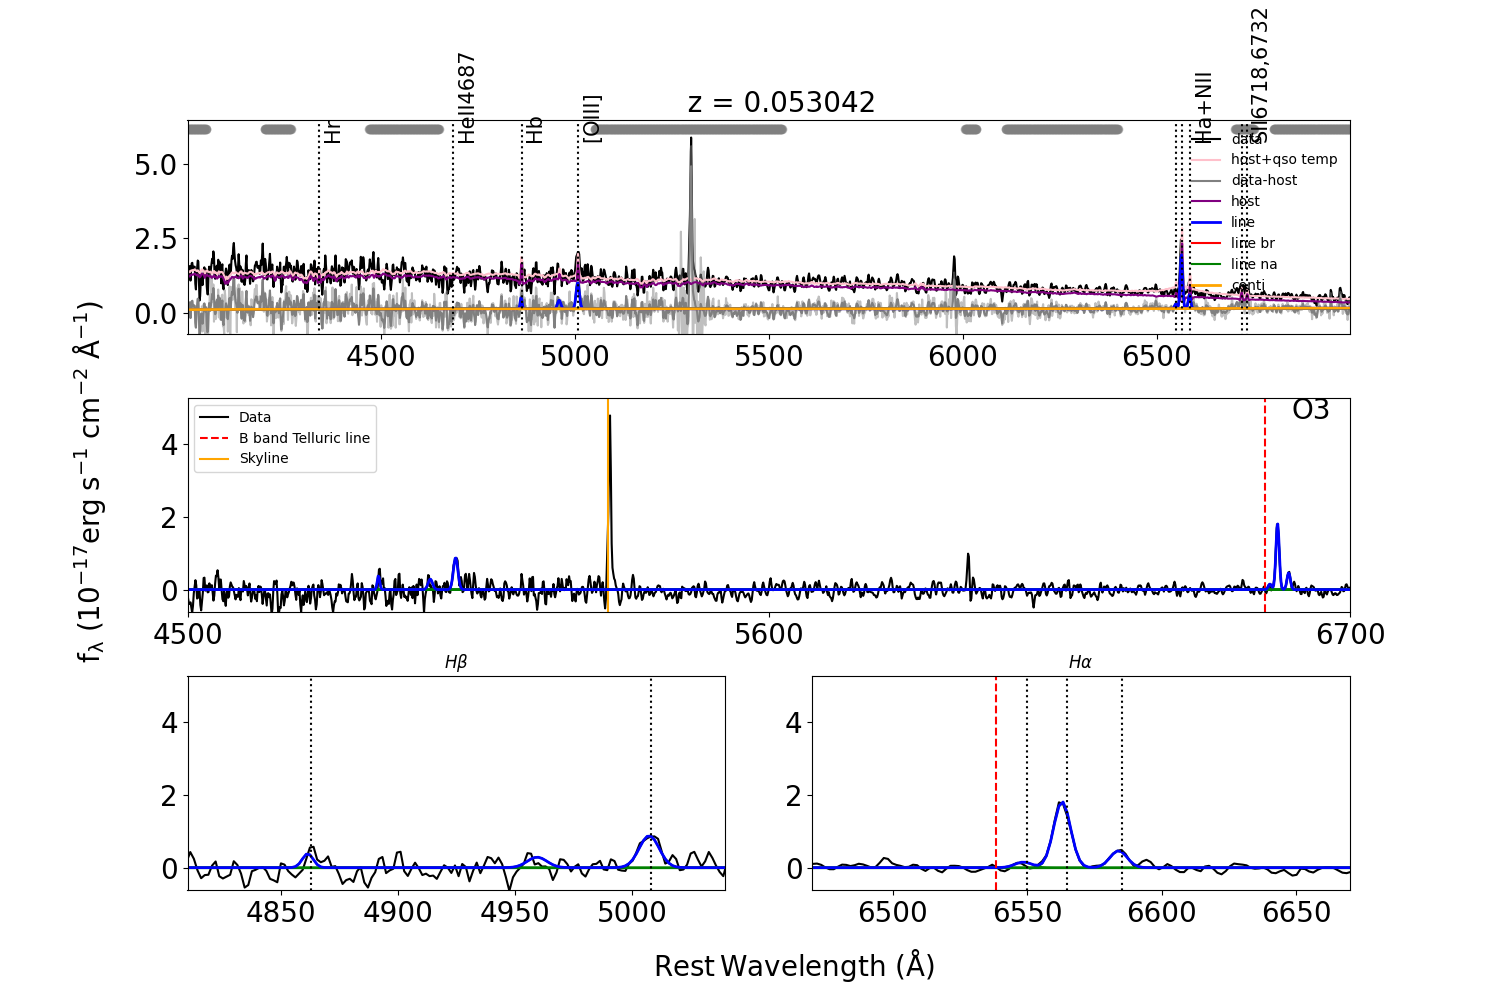 z = 0.053042
Hr
HeII4687
Hb
[OIII]
Ha+NII
SII6718,6732
data
host+qso temp
data-host
host
line
line br
line na
conti
5.0
2.5
0.0
4500 5000 5500 6000 6500
Data
B band Telluric line
Skyline
O3
4
2
0
4500 5600 6700
fλ (10⁻¹⁷erg s⁻¹ cm⁻² Å⁻¹)
Hβ
4
2
0
4850 4900 4950 5000
Hα
4
2
0
6500 6550 6600 6650
Rest Wavelength (Å)